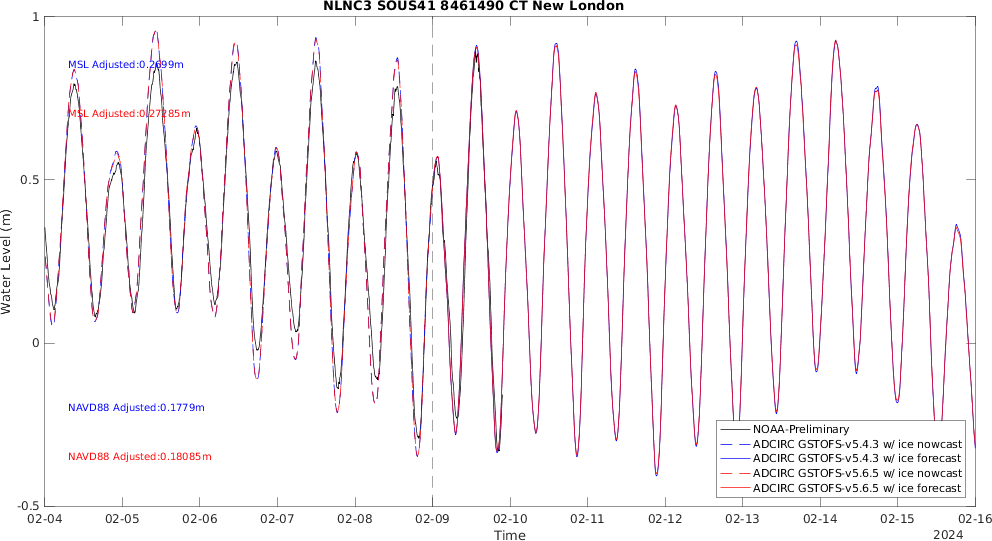 NLNC3 SOUS41 8461490 CT New London
1
0.5
0
-0.5
Water Level (m)
MSL Adjusted:0.2699m
MSL Adjusted:0.27285m
NAVD88 Adjusted:0.1779m
NAVD88 Adjusted:0.18085m
NOAA-Preliminary
ADCIRC GSTOFS-v5.4.3 w/ ice nowcast
ADCIRC GSTOFS-v5.4.3 w/ ice forecast
ADCIRC GSTOFS-v5.6.5 w/ ice nowcast
ADCIRC GSTOFS-v5.6.5 w/ ice forecast
02-04 02-05 02-06 02-07 02-08 02-09 02-10 02-11 02-12 02-13 02-14 02-15 02-16
Time
2024